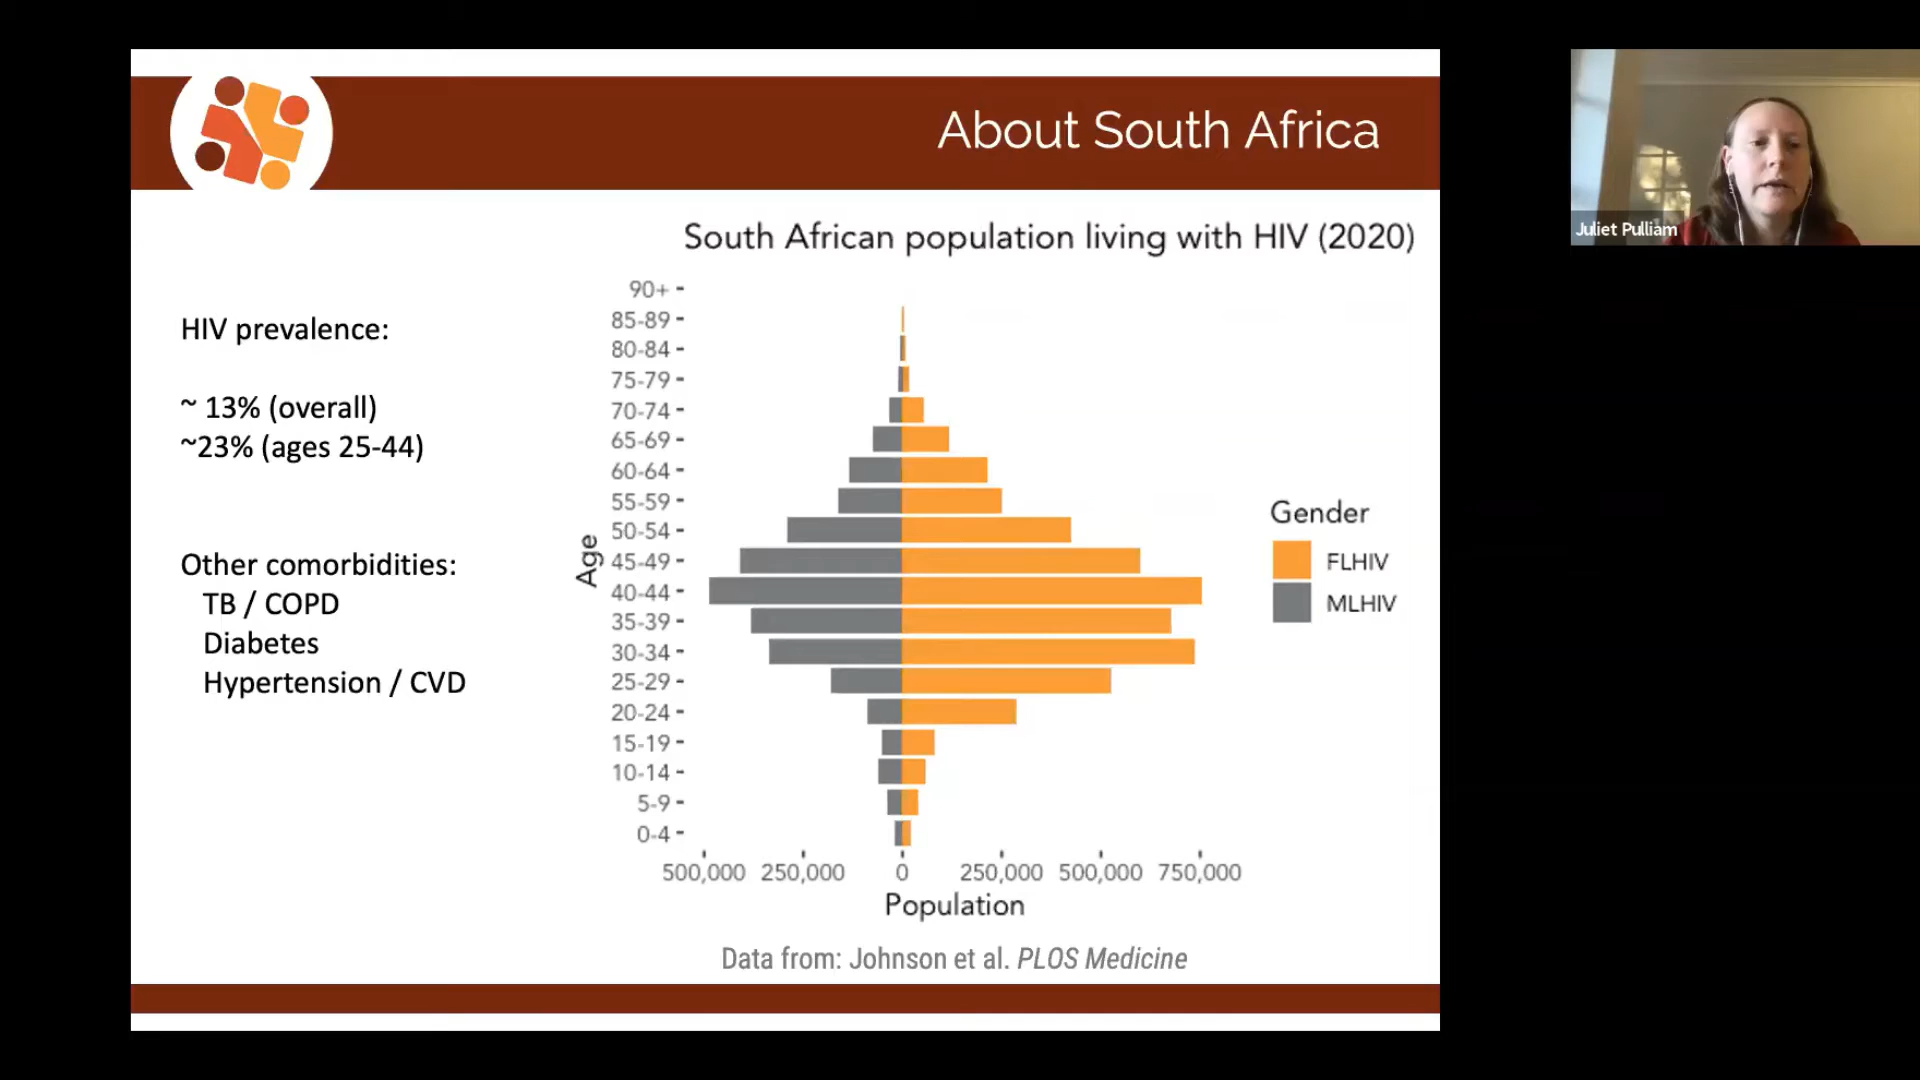 About South Africa
Juliet Pulliam
South African population living with HIV (2020)
HIV prevalence:
~ 13% (overall)
~23% (ages 25-44)
Other comorbidities:
TB / COPD
Diabetes
Hypertension / CVD
Age
90+
85-89
80-84
75-79
70-74
65-69
60-64
55-59
50-54
45-49
40-44
35-39
30-34
25-29
20-24
15-19
10-14
5-9
0-4
500,000 250,000 0 250,000 500,000 750,000
Population
Gender
FLHIV
MLHIV
Data from: Johnson et al. PLOS Medicine